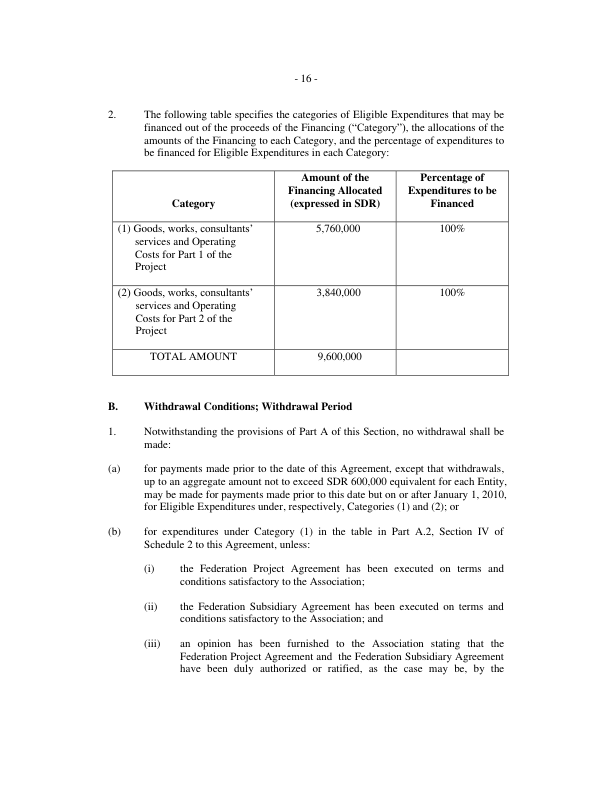 - 16 -
2. The following table specifies the categories of Eligible Expenditures that may be
financed out of the proceeds of the Financing (“Category”), the allocations of the
amounts of the Financing to each Category, and the percentage of expenditures to
be financed for Eligible Expenditures in each Category:
Category
Amount of the
Financing Allocated
(expressed in SDR)
Percentage of
Expenditures to be
Financed
(1) Goods, works, consultants’
services and Operating
Costs for Part 1 of the
Project
5,760,000
100%
(2) Goods, works, consultants’
services and Operating
Costs for Part 2 of the
Project
3,840,000
100%
TOTAL AMOUNT
9,600,000
B. Withdrawal Conditions; Withdrawal Period
1. Notwithstanding the provisions of Part A of this Section, no withdrawal shall be
made:
(a) for payments made prior to the date of this Agreement, except that withdrawals,
up to an aggregate amount not to exceed SDR 600,000 equivalent for each Entity,
may be made for payments made prior to this date but on or after January 1, 2010,
for Eligible Expenditures under, respectively, Categories (1) and (2); or
(b) for expenditures under Category (1) in the table in Part A.2, Section IV of
Schedule 2 to this Agreement, unless:
(i) the Federation Project Agreement has been executed on terms and
conditions satisfactory to the Association;
(ii) the Federation Subsidiary Agreement has been executed on terms and
conditions satisfactory to the Association; and
(iii) an opinion has been furnished to the Association stating that the
Federation Project Agreement and the Federation Subsidiary Agreement
have been duly authorized or ratified, as the case may be, by the